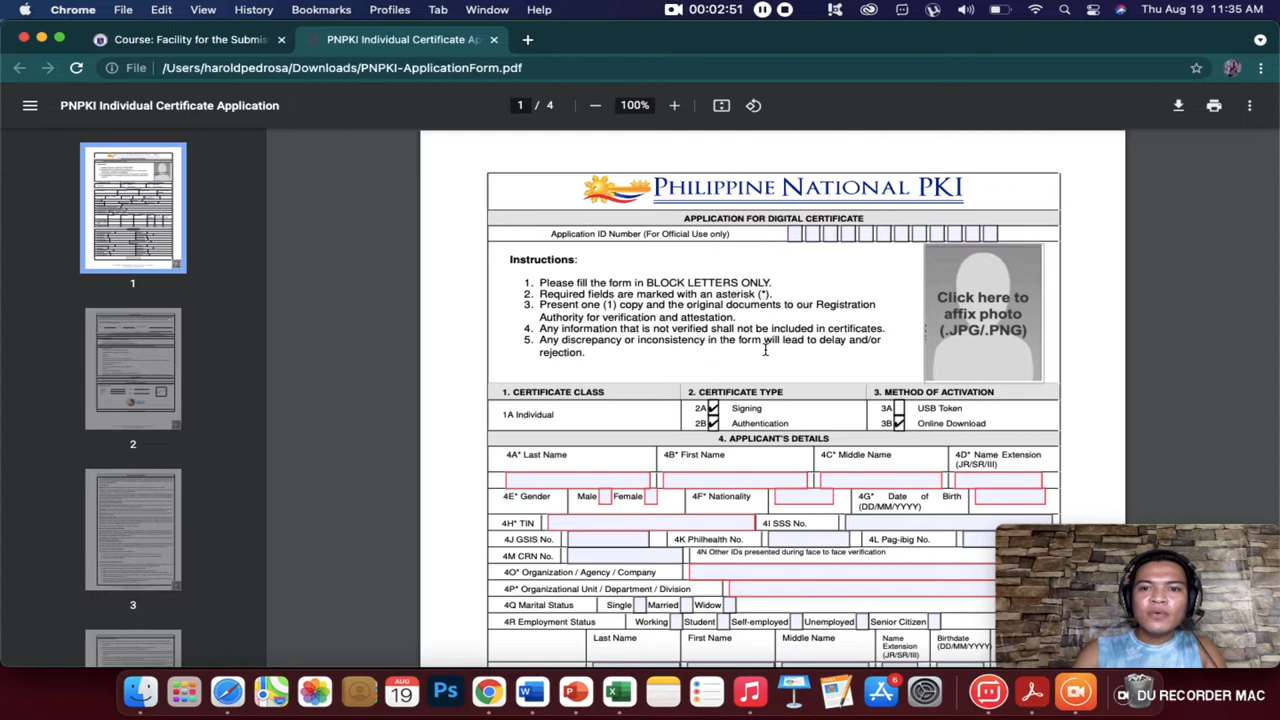 Chrome File Edit View History Bookmarks Profiles Tab Window Help 00:02:51 Thu Aug 19 11:35 AM
Course: Facility for the Submis PNPKI Individual Certificate Ap
File /Users/haroldpedrosa/Downloads/PNPKI-ApplicationForm.pdf
PNPKI Individual Certificate Application 1 / 4 100%
1
2
3
PHILIPPINE NATIONAL PKI
APPLICATION FOR DIGITAL CERTIFICATE
Application ID Number (For Official Use only)
Instructions:
1. Please fill the form in BLOCK LETTERS ONLY.
2. Required fields are marked with an asterisk (*).
3. Present one (1) copy and the original documents to our Registration
Authority for verification and attestation.
4. Any information that is not verified shall not be included in certificates.
5. Any discrepancy or inconsistency in the form will lead to delay and/or
rejection.
Click here to
affix photo
(.JPG/.PNG)
1. CERTIFICATE CLASS 2. CERTIFICATE TYPE 3. METHOD OF ACTIVATION
1A Individual
2A Signing 3A USB Token
2B Authentication 3B Online Download
4. APPLICANT'S DETAILS
4A* Last Name 4B* First Name 4C* Middle Name 4D* Name Extension
(JR/SR/III)
4E* Gender Male Female 4F* Nationality 4G* Date of Birth
(DD/MM/YYYY)
4H* TIN 4I SSS No.
4J GSIS No. 4K Philhealth No. 4L Pag-ibig No.
4M CRN No. 4N Other IDs presented during face to face verification
4O* Organization / Agency / Company
4P* Organizational Unit / Department / Division
4Q Marital Status Single Married Widow
4R Employment Status Working Student Self-employed Unemployed Senior Citizen
Last Name First Name Middle Name Name
Extension
(JR/SR/III)
Birthdate
(DD/MM/YYYY)
AUG
19
Ps
W
P
X
6
DU RECORDER MAC